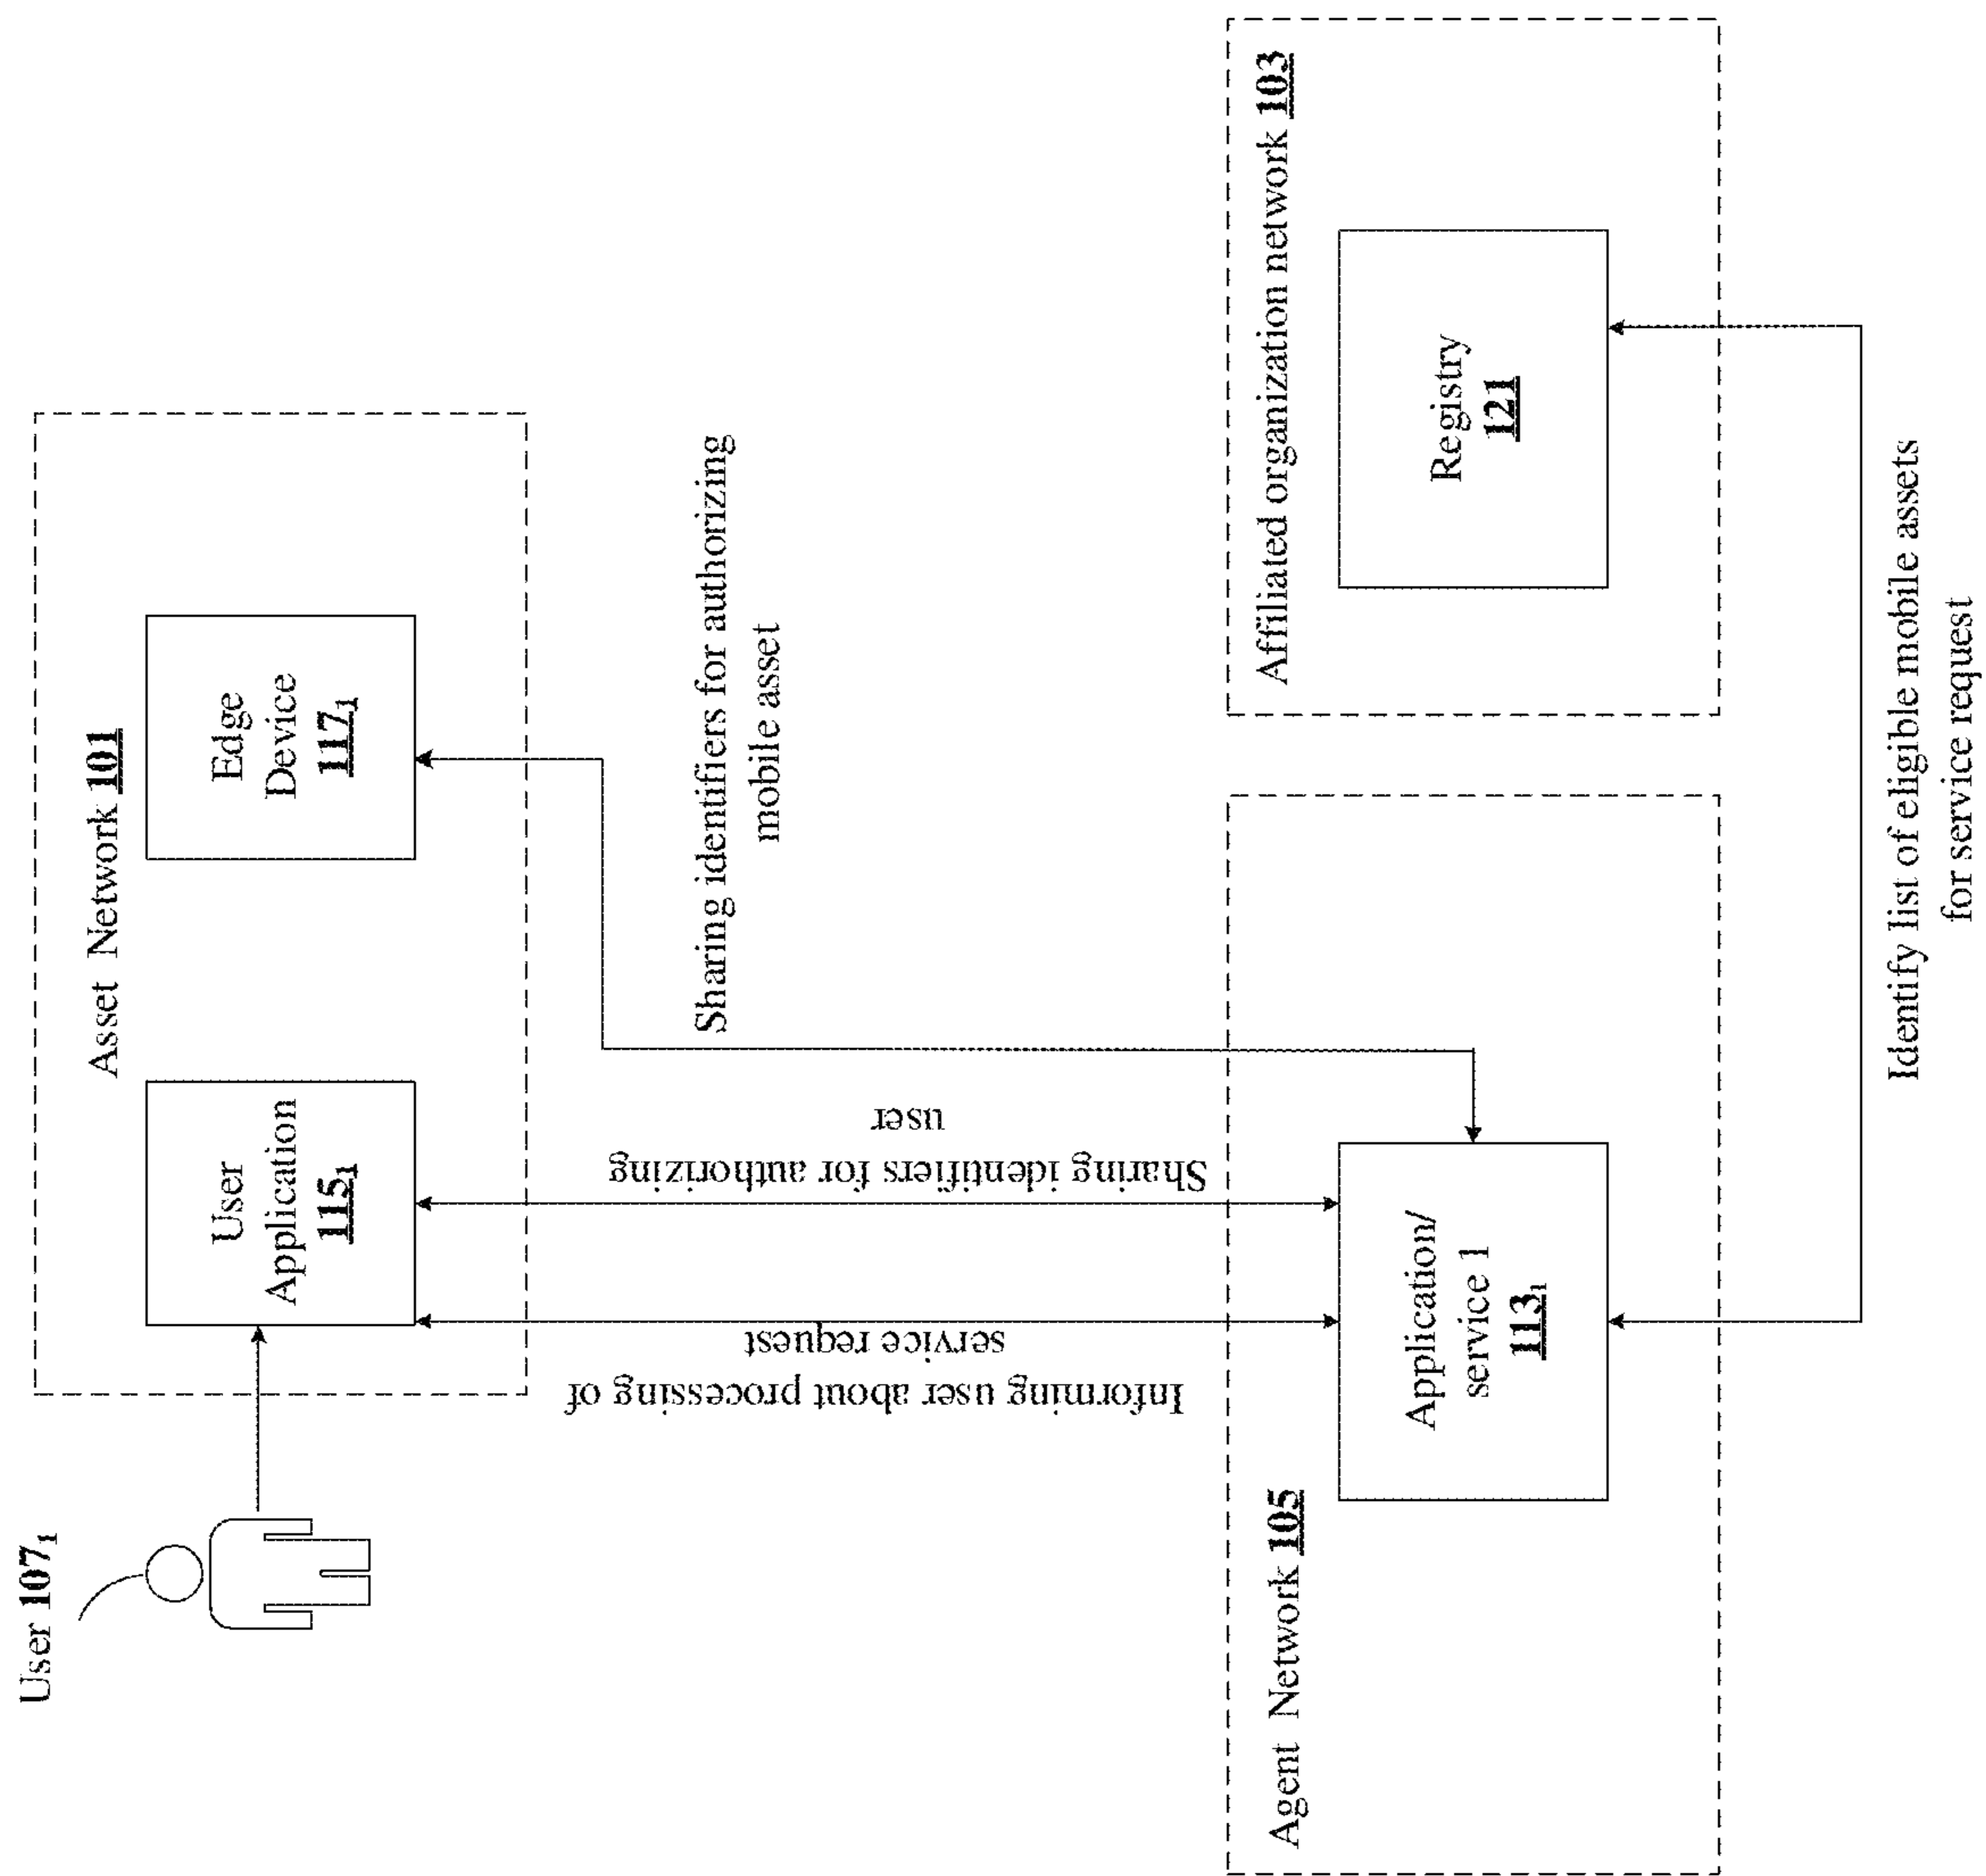 User 107₁
Asset Network 101
User
Application
115₁
Edge
Device
117₁
Informing user about processing of
service request
Sharing identifiers for authorizing
user
Sharing identifiers for authorizing
mobile asset
Agent Network 105
Application/
service 1
113₁
Affiliated organization network 103
Registry
121
Identify list of eligible mobile assets
for service request